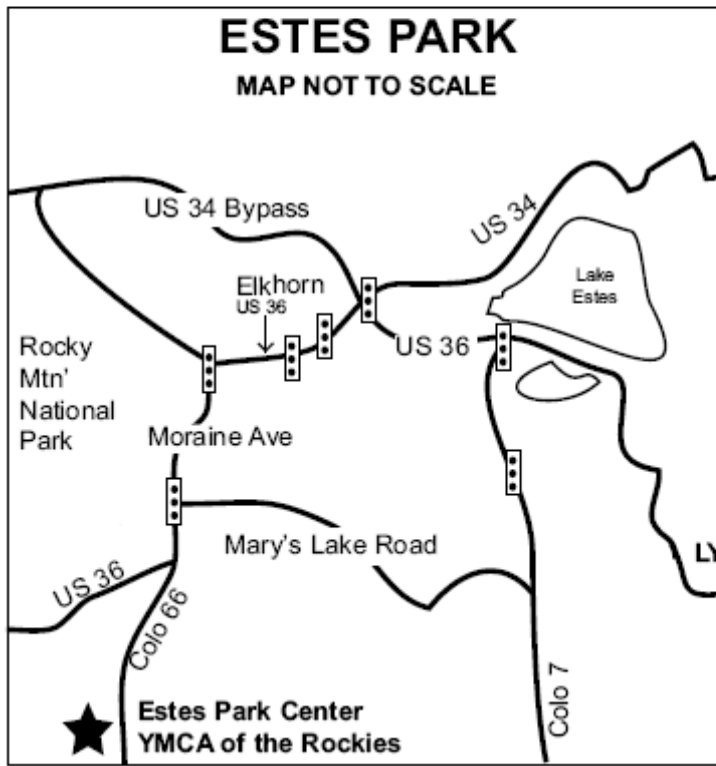 ESTES PARK
MAP NOT TO SCALE
US 34 Bypass
US 34
Elkhorn
US 36
Lake
Estes
US 36
Rocky
Mtn'
National
Park
Moraine Ave
Mary's Lake Road
LY
US 36
Colo 66
Colo 7
Estes Park Center
YMCA of the Rockies